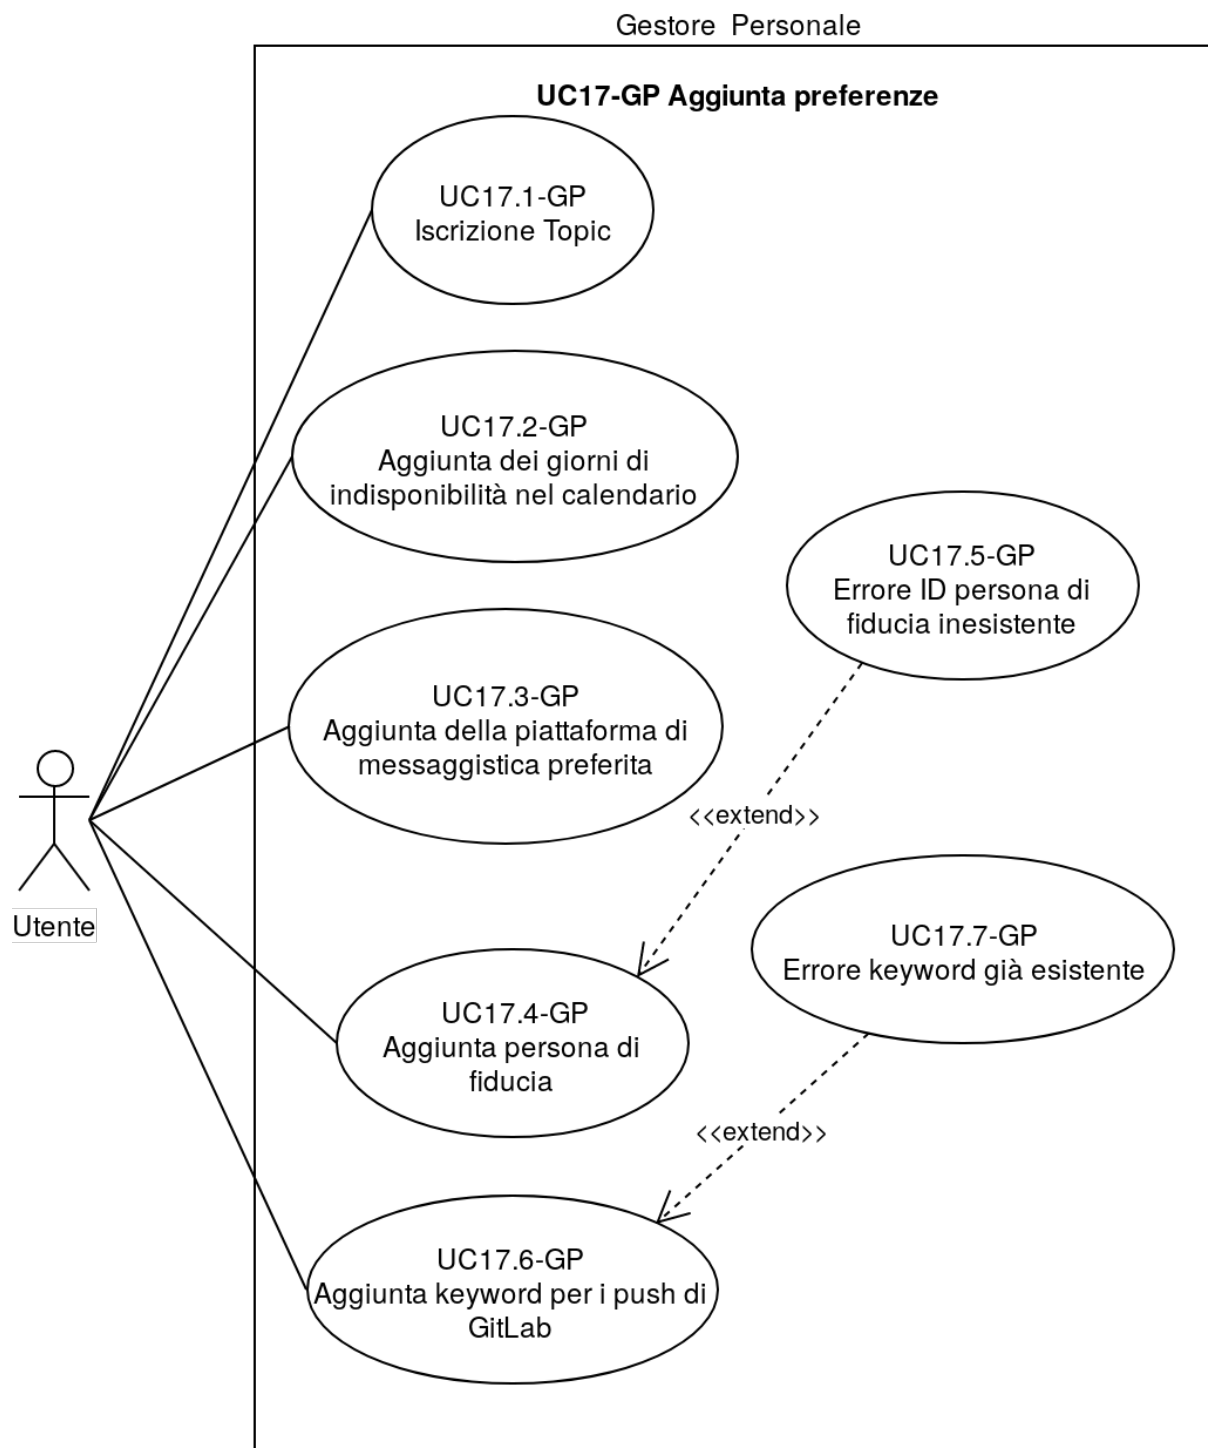 Gestore Personale
UC17-GP Aggiunta preferenze
UC17.1-GP
Iscrizione Topic
UC17.2-GP
Aggiunta dei giorni di
indisponibilità nel calendario
UC17.5-GP
Errore ID persona di
fiducia inesistente
UC17.3-GP
Aggiunta della piattaforma di
messaggistica preferita
<<extend>>
Utente
UC17.7-GP
Errore keyword già esistente
UC17.4-GP
Aggiunta persona di
fiducia
<<extend>>
UC17.6-GP
Aggiunta keyword per i push di
GitLab